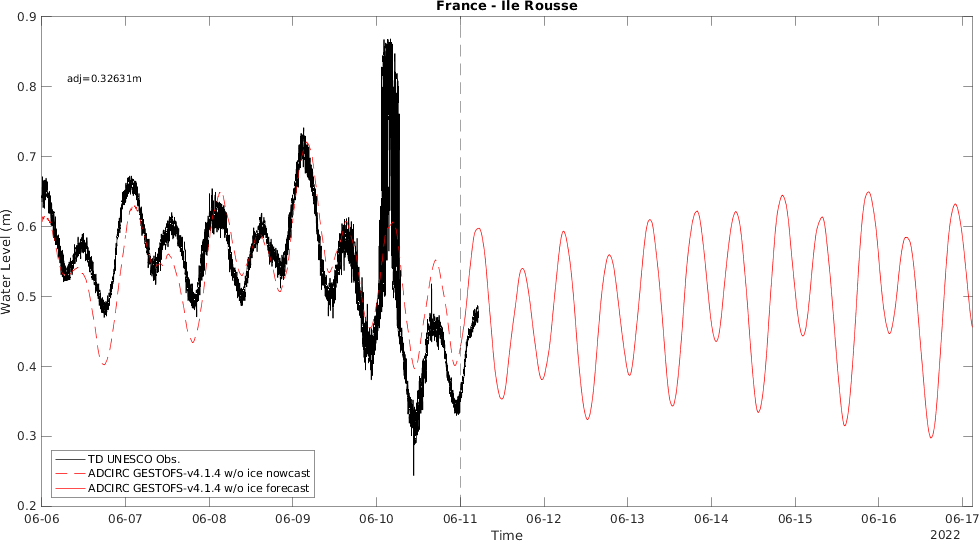 France - Ile Rousse
adj=0.32631m
Water Level (m)
0.9
0.8
0.7
0.6
0.5
0.4
0.3
0.2
TD UNESCO Obs.
ADCIRC GESTOFS-v4.1.4 w/o ice nowcast
ADCIRC GESTOFS-v4.1.4 w/o ice forecast
06-06 06-07 06-08 06-09 06-10 06-11 06-12 06-13 06-14 06-15 06-16 06-17
Time
2022